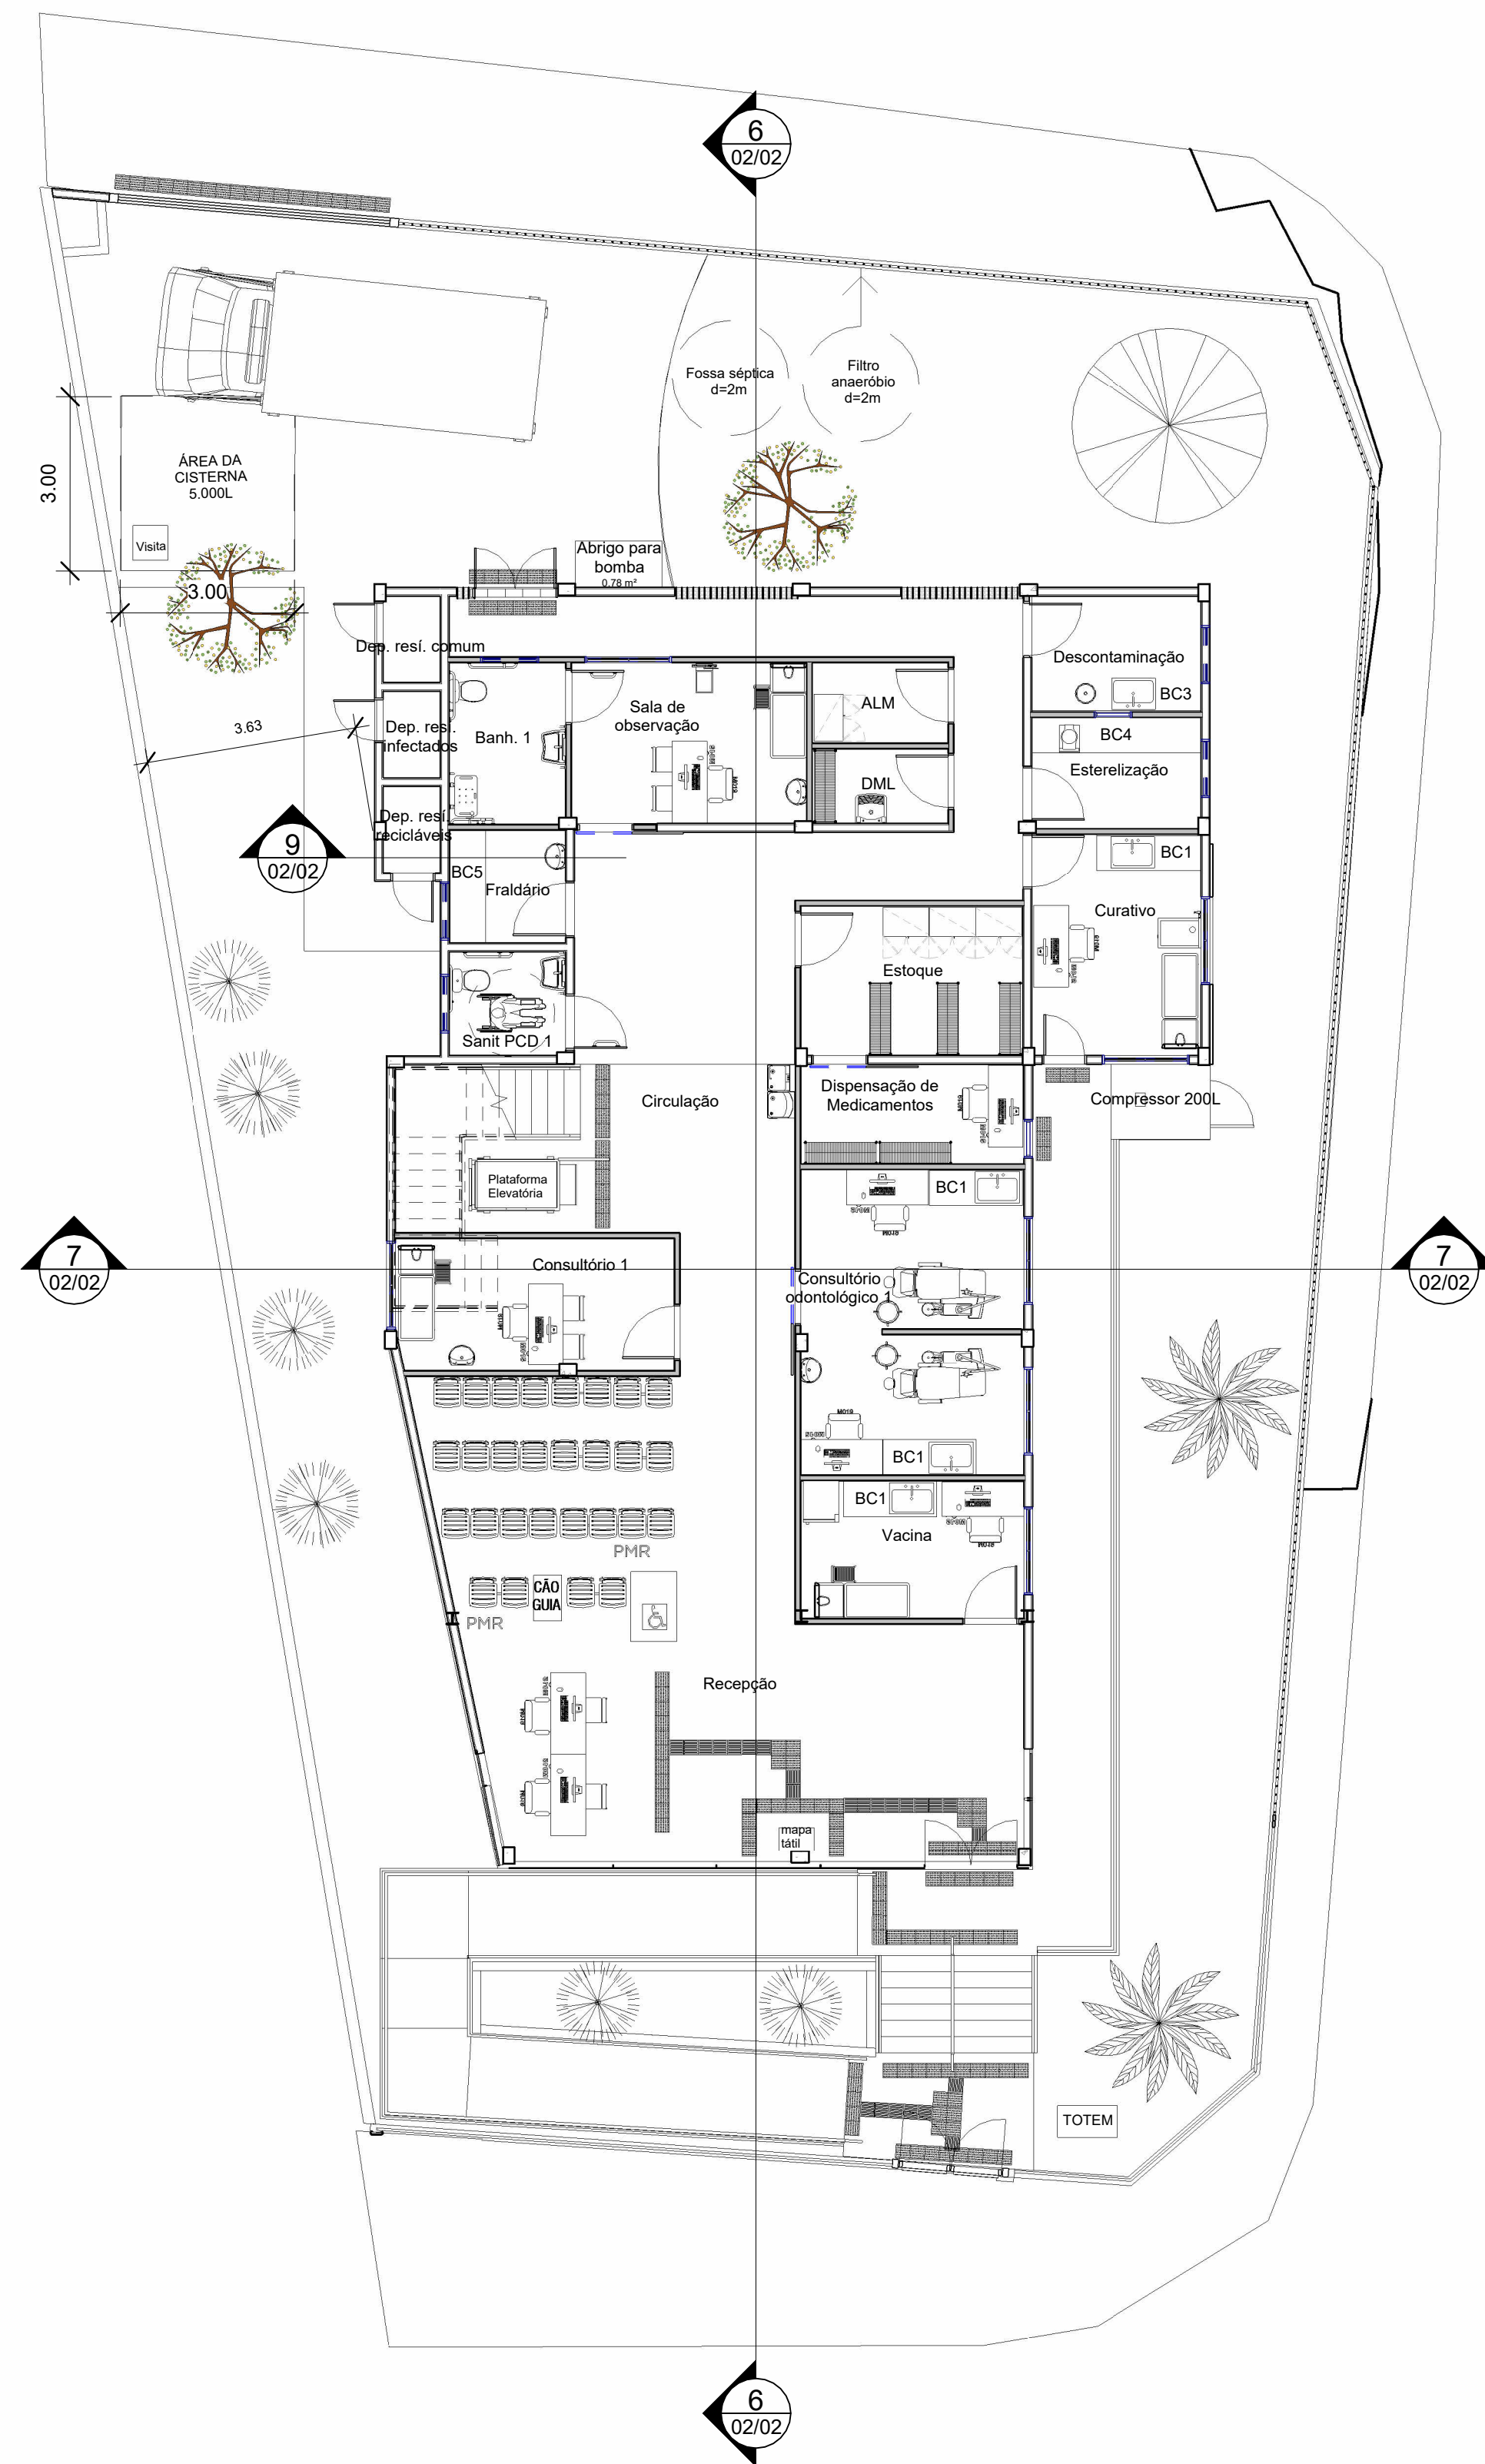 6
02/02
Fossa séptica
d=2m
Filtro
anaeróbio
d=2m
ÁREA DA
CISTERNA
5.000L
3.00
Visita
Abrigo para
bomba
0.78 m²
3.00
Dep. resí. comum
Descontaminação
BC3
Sala de
observação
ALM
3.63
Dep. resí.
infectados
Banh. 1
BC4
Esterelização
DML
Dep. resí.
recicláveis
9
02/02
BC5
Fraldário
BC1
Curativo
Estoque
Sanit PCD 1
Circulação
Dispensação de
Medicamentos
Compressor 200L
Plataforma
Elevatória
BC1
7
02/02
Consultório 1
Consultório
odontológico 1
7
02/02
BC1
BC1
Vacina
PMR
CÃO
GUIA
PMR
Recepção
mapa
tátil
TOTEM
6
02/02